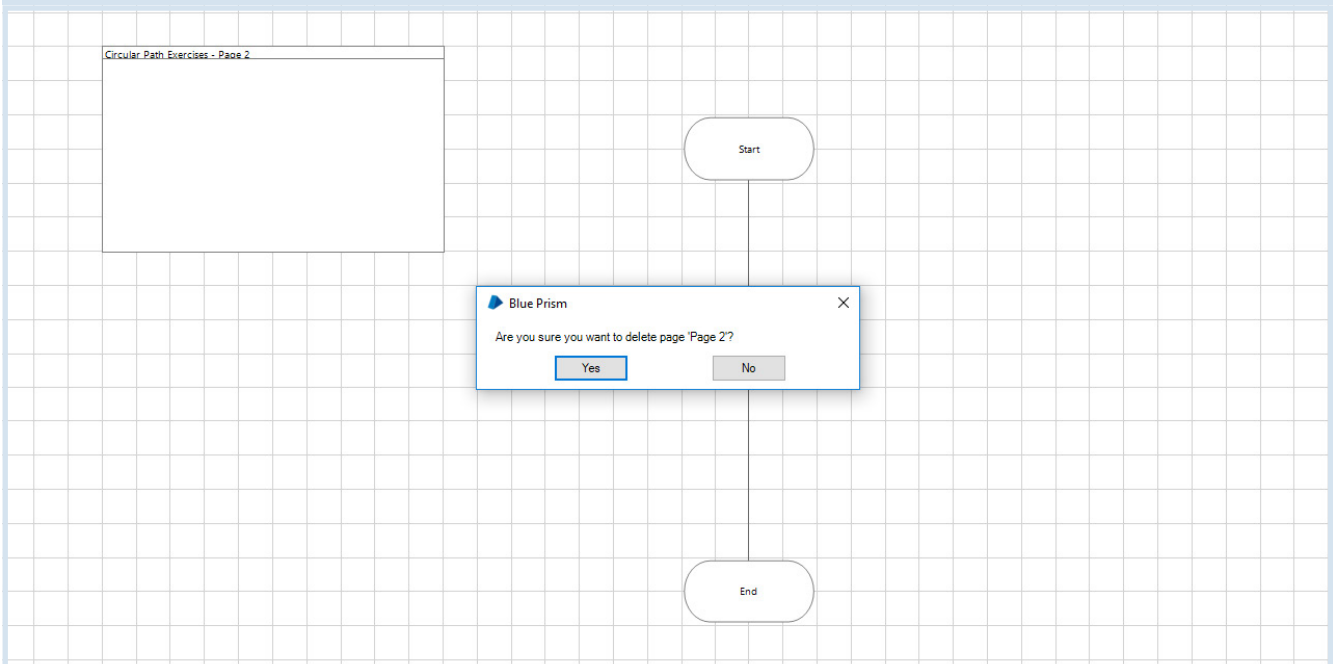 Circular Path Exercises - Page 2
Start
Blue Prism
Are you sure you want to delete page 'Page 2'?
Yes No
End